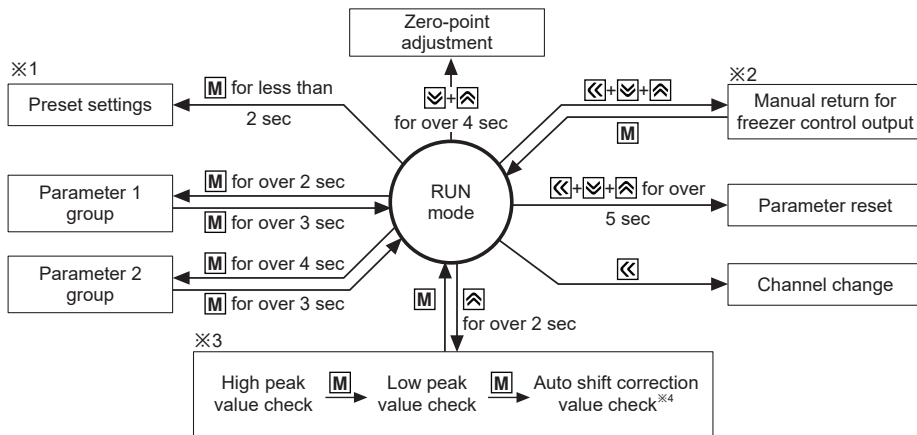 Zero-point
adjustment
※1
M for less than
2 sec
Preset settings
+
for over 4 sec
+ +
M
※2
Manual return for
freezer control output
M for over 2 sec
M for over 3 sec
Parameter 1
group
RUN
mode
+ + for over
5 sec
Parameter reset
M for over 4 sec
M for over 3 sec
Parameter 2
group
Channel change
M
for over 2 sec
※3
High peak
value check
M
Low peak
value check
M
Auto shift correction
value check※4